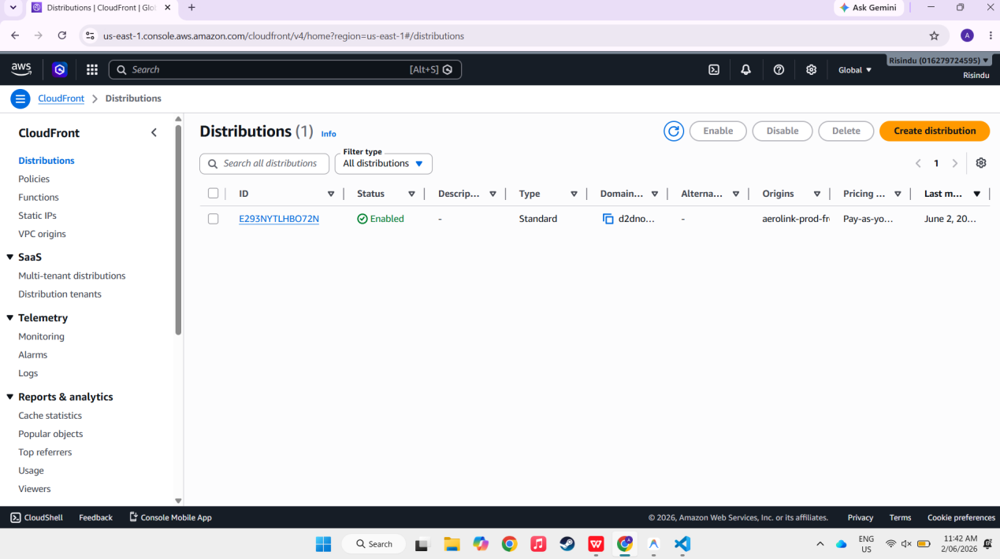 Distributions | CloudFront | Glo
Ask Gemini
us-east-1.console.aws.amazon.com/cloudfront/v4/home?region=us-east-1#/distributions
A
aws
Search
[Alt+S]
Global
Risindu (016279724595)
Risindu
CloudFront
Distributions
CloudFront
Distributions
Policies
Functions
Static IPs
VPC origins
SaaS
Multi-tenant distributions
Distribution tenants
Telemetry
Monitoring
Alarms
Logs
Reports & analytics
Cache statistics
Popular objects
Top referrers
Usage
Viewers
Distributions (1) Info
Enable
Disable
Delete
Create distribution
Search all distributions
Filter type
All distributions
1
ID Status Descrip... Type Domain... Alterna... Origins Pricing ... Last m...
E293NYTLHBO72N Enabled - Standard d2dno... - aerolink-prod-fr Pay-as-yo... June 2, 20...
CloudShell Feedback Console Mobile App © 2026, Amazon Web Services, Inc. or its affiliates. Privacy Terms Cookie preferences
Search
ENG
US
11:42 AM
2/06/2026